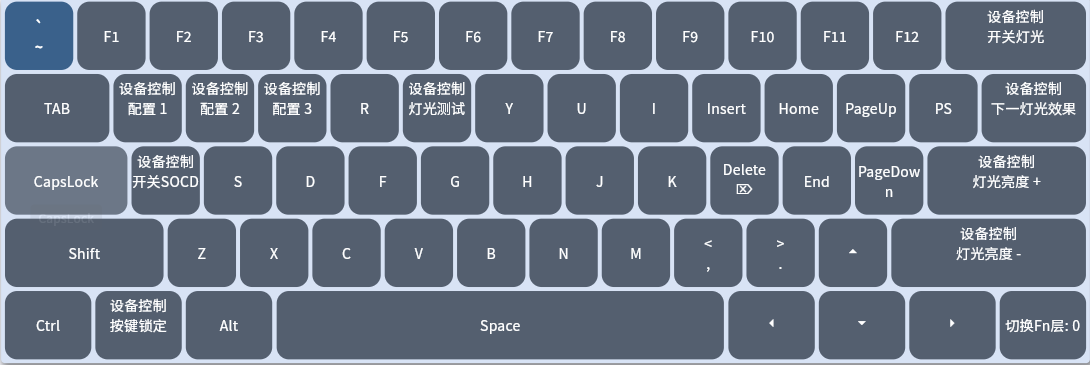 、
~
F1
F2
F3
F4
F5
F6
F7
F8
F9
F10
F11
F12
设备控制
开关灯光
TAB
设备控制
配置 1
设备控制
配置 2
设备控制
配置 3
R
设备控制
灯光测试
Y
U
I
Insert
Home
PageUp
PS
设备控制
下一灯光效果
CapsLock
CapsLock
设备控制
开关SOCD
S
D
F
G
H
J
K
Delete
⌦
End
PageDow
n
设备控制
灯光亮度 +
Shift
Z
X
C
V
B
N
M
<
,
>
.
设备控制
灯光亮度 -
Ctrl
设备控制
按键锁定
Alt
Space
切换Fn层: 0